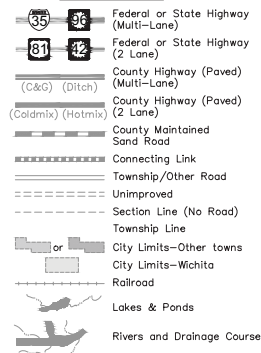 35 96 Federal or State Highway
(Multi-Lane)
81 42 Federal or State Highway
(2 Lane)
County Highway (Paved)
(C&G) (Ditch) (Multi-Lane)
County Highway (Paved)
(Coldmix) (Hotmix) (2 Lane)
County Maintained
Sand Road
Connecting Link
Township/Other Road
Unimproved
Section Line (No Road)
Township Line
or City Limits-Other towns
City Limits-Wichita
Railroad
Lakes & Ponds
Rivers and Drainage Course